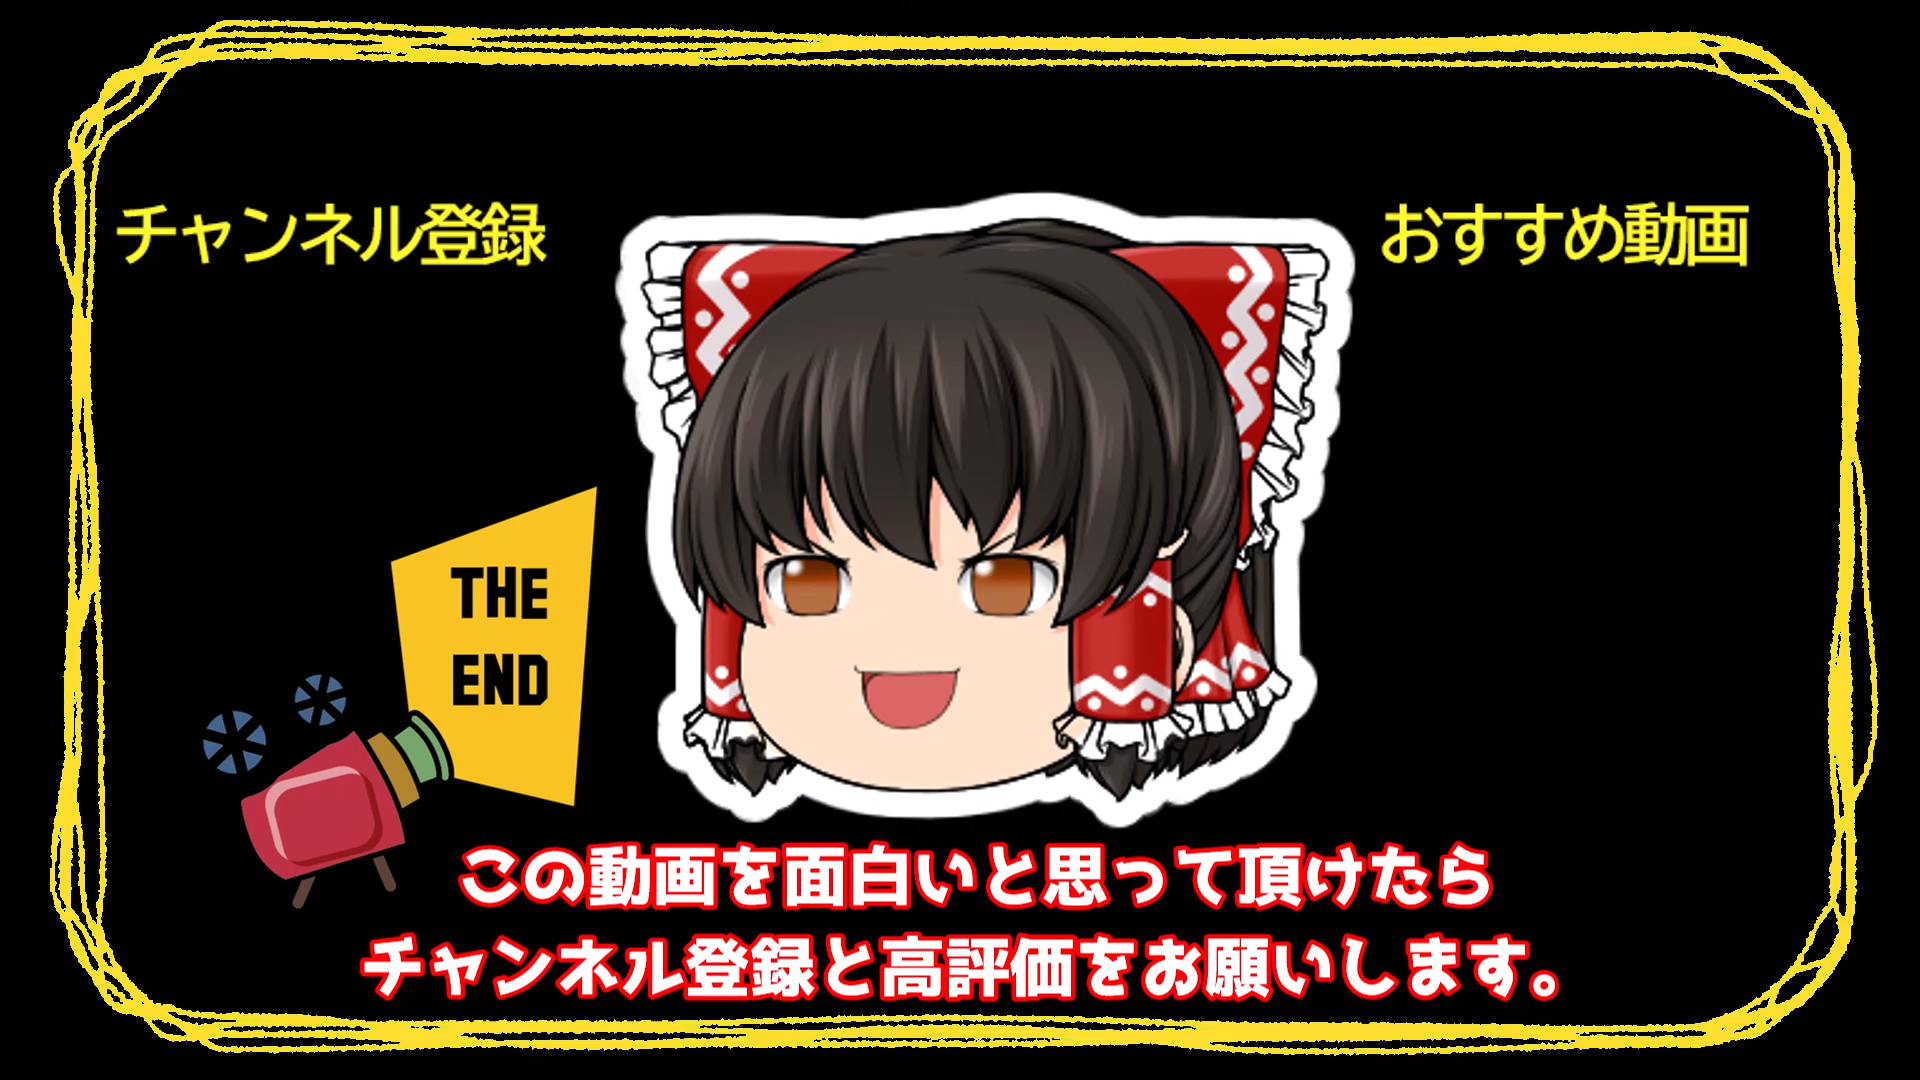 チャンネル登録
おすすめ動画
THE
END
この動画を面白いと思って頂けたら
チャンネル登録と高評価をお願いします。